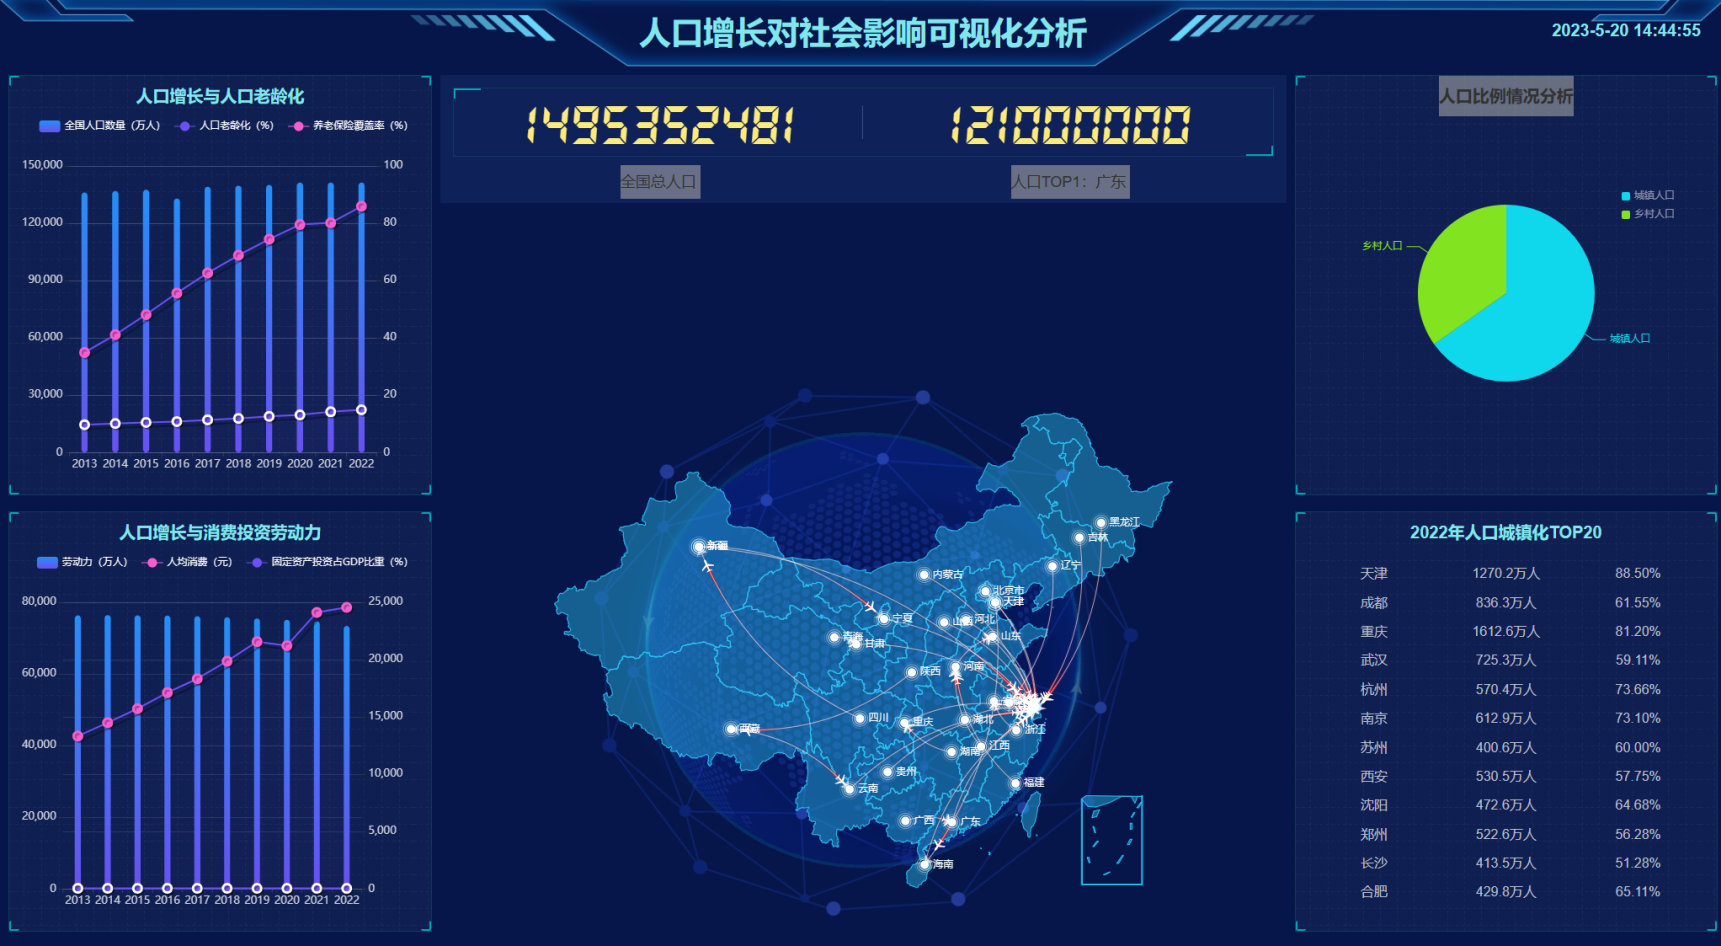 人口增长对社会影响可视化分析
2023-5-20 14:44:55
人口增长与人口老龄化
全国人口数量（万人） 人口老龄化（%） 养老保险覆盖率（%）
150,000 100
120,000 80
90,000 60
60,000 40
30,000 20
0 0
2013 2014 2015 2016 2017 2018 2019 2020 2021 2022
人口增长与消费投资劳动力
劳动力（万人） 人均消费（元） 固定资产投资占GDP比重（%）
80,000 25,000
20,000
60,000
15,000
40,000
10,000
20,000
5,000
0 0
2013 2014 2015 2016 2017 2018 2019 2020 2021 2022
1495352481 121000000
全国总人口 人口TOP1：广东
黑龙江
吉林
新疆
辽宁
内蒙古
北京市
天津
宁夏 山西 河北
青海 甘肃 山东
陕西 河南
四川 重庆 湖北
西藏 浙江
湖南 江西
贵州
云南 福建
广西 广东
海南
人口比例情况分析
城镇人口
乡村人口
乡村人口
城镇人口
2022年人口城镇化TOP20
天津 1270.2万人 88.50%
成都 836.3万人 61.55%
重庆 1612.6万人 81.20%
武汉 725.3万人 59.11%
杭州 570.4万人 73.66%
南京 612.9万人 73.10%
苏州 400.6万人 60.00%
西安 530.5万人 57.75%
沈阳 472.6万人 64.68%
郑州 522.6万人 56.28%
长沙 413.5万人 51.28%
合肥 429.8万人 65.11%